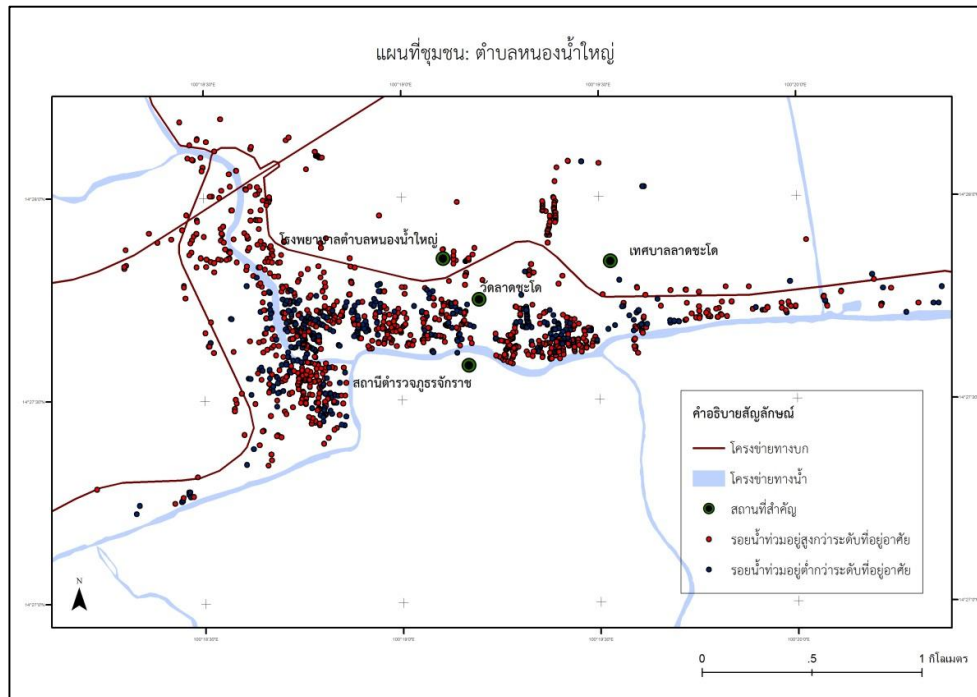 แผนที่ชุมชน: ตำบลหนองน้ำใหญ่
โรงพยาบาลตำบลหนองน้ำใหญ่
เทศบาลลาดชะโด
วัดลาดชะโด
สถานีตำรวจภูธรจักราช
คำอธิบายสัญลักษณ์
โครงข่ายทางบก
โครงข่ายทางน้ำ
สถานที่สำคัญ
รอยน้ำท่วมอยู่สูงกว่าระดับที่อยู่อาศัย
รอยน้ำท่วมอยู่ต่ำกว่าระดับที่อยู่อาศัย
N
0 .5 1 กิโลเมตร